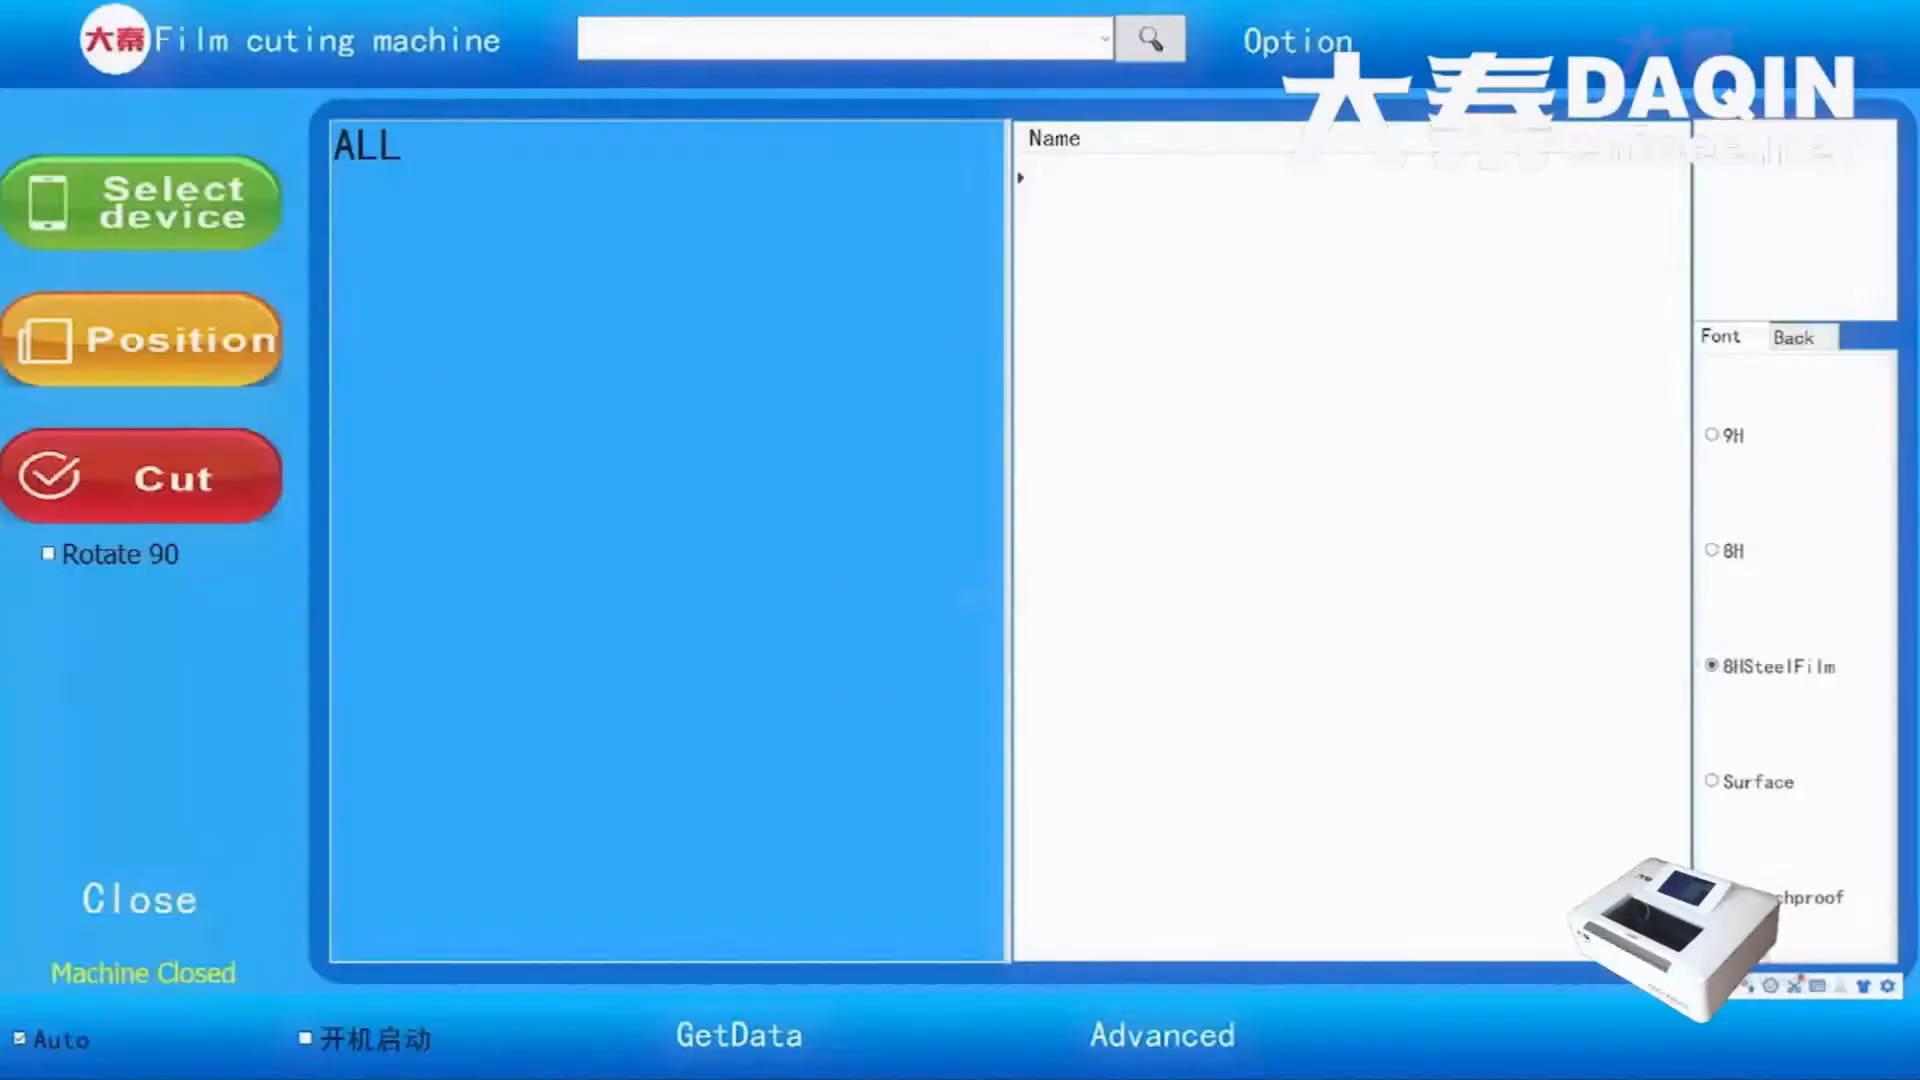 大秦 Film cuting machine
Option
大秦DAQIN
ALL
Name
Select
device
Position
Cut
Rotate 90
Font
Back
9H
8H
8HSteelFilm
Surface
Close
Machine Closed
Auto
开机启动
GetData
Advanced